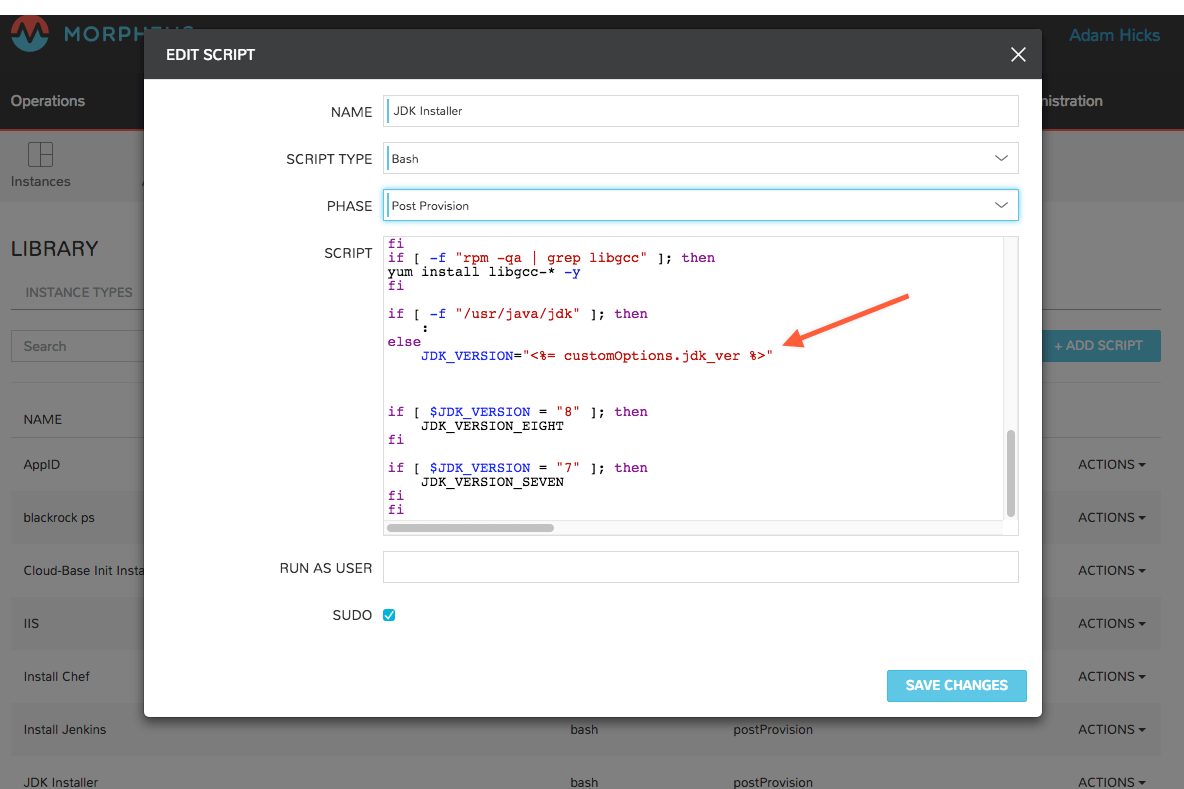 MORPHEUS
Adam Hicks
EDIT SCRIPT
Operations
nistration
NAME
JDK Installer
Instances
SCRIPT TYPE
Bash
PHASE
Post Provision
LIBRARY
INSTANCE TYPES
Search
+ ADD SCRIPT
SCRIPT
fi
if [ -f "rpm -qa | grep libgcc" ]; then
yum install libgcc-* -y
fi
if [ -f "/usr/java/jdk" ]; then
:
else
JDK_VERSION="<%= customOptions.jdk_ver %>"
if [ $JDK_VERSION = "8" ]; then
JDK_VERSION_EIGHT
fi
if [ $JDK_VERSION = "7" ]; then
JDK_VERSION_SEVEN
fi
fi
RUN AS USER
SUDO
SAVE CHANGES
NAME
AppID
ACTIONS
blackrock ps
ACTIONS
Cloud-Base Init Insta
ACTIONS
IIS
ACTIONS
Install Chef
ACTIONS
Install Jenkins bash postProvision ACTIONS
JDK Installer bash postProvision ACTIONS